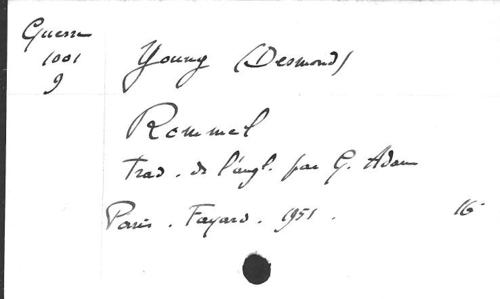 Guerre
1001
9
Young (Desmond)
Rommel
Trad. de l'angl. par G. Adam
Paris. Fayard. 1951. 16-